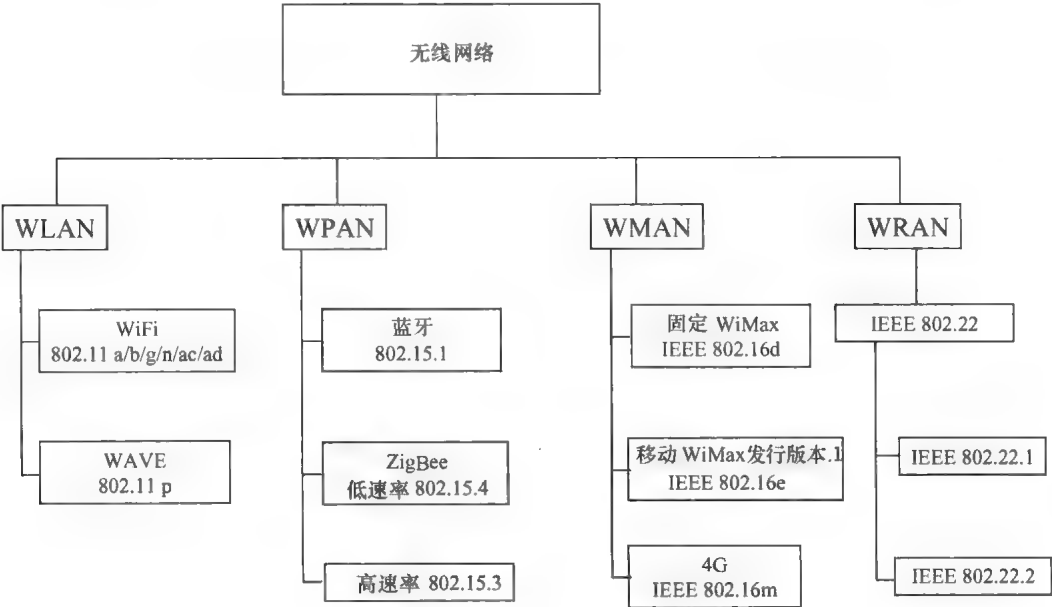 无线网络
WLAN
WPAN
WMAN
WRAN
WiFi
802.11 a/b/g/n/ac/ad
WAVE
802.11 p
蓝牙
802.15.1
ZigBee
低速率 802.15.4
高速率 802.15.3
固定 WiMax
IEEE 802.16d
移动 WiMax发行版本.1
IEEE 802.16e
4G
IEEE 802.16m
IEEE 802.22
IEEE 802.22.1
IEEE 802.22.2